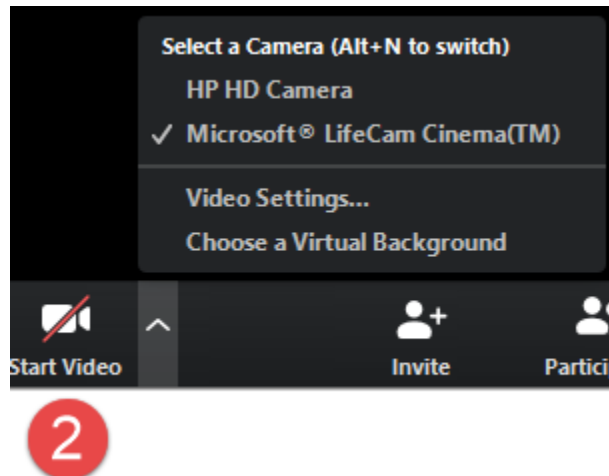 Select a Camera (Alt+N to switch)
HP HD Camera
✓ Microsoft® LifeCam Cinema(TM)
Video Settings...
Choose a Virtual Background
Start Video
Invite
Partici
2